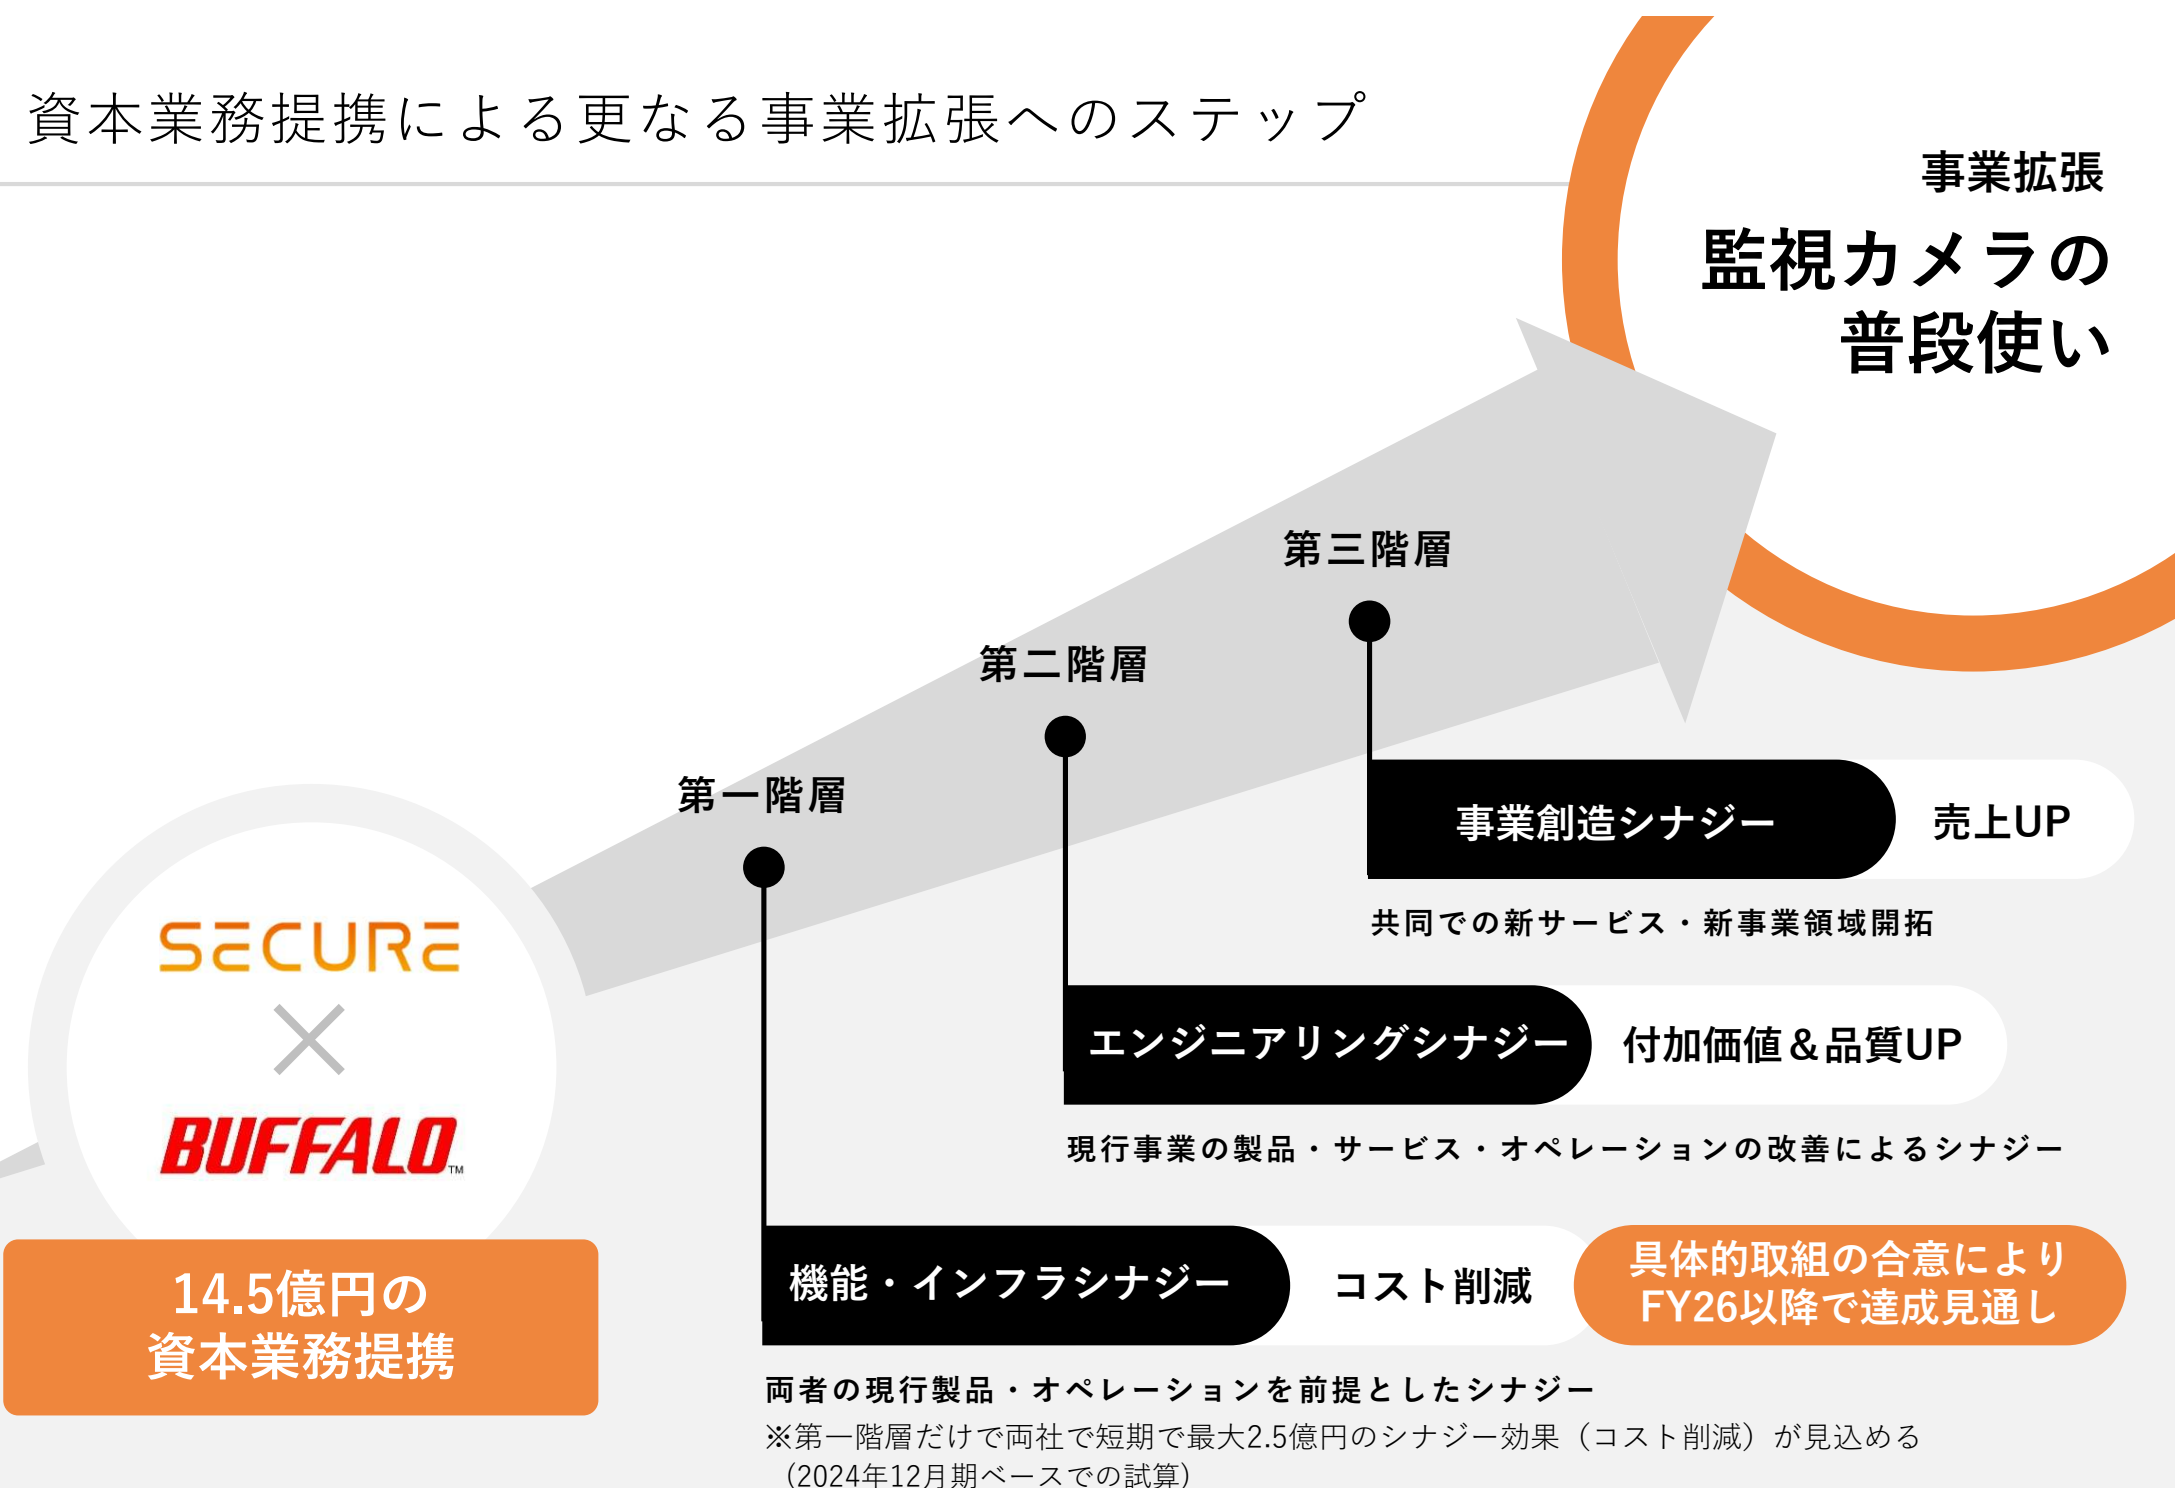 資本業務提携による更なる事業拡張へのステップ
事業拡張
監視カメラの
普段使い
第三階層
第二階層
第一階層
事業創造シナジー
売上UP
共同での新サービス・新事業領域開拓
SECURE
×
BUFFALO™
エンジニアリングシナジー
付加価値＆品質UP
現行事業の製品・サービス・オペレーションの改善によるシナジー
14.5億円の
資本業務提携
機能・インフラシナジー
コスト削減
具体的取組の合意により
FY26以降で達成見通し
両者の現行製品・オペレーションを前提としたシナジー
※第一階層だけで両社で短期で最大2.5億円のシナジー効果（コスト削減）が見込める
（2024年12月期ベースでの試算）